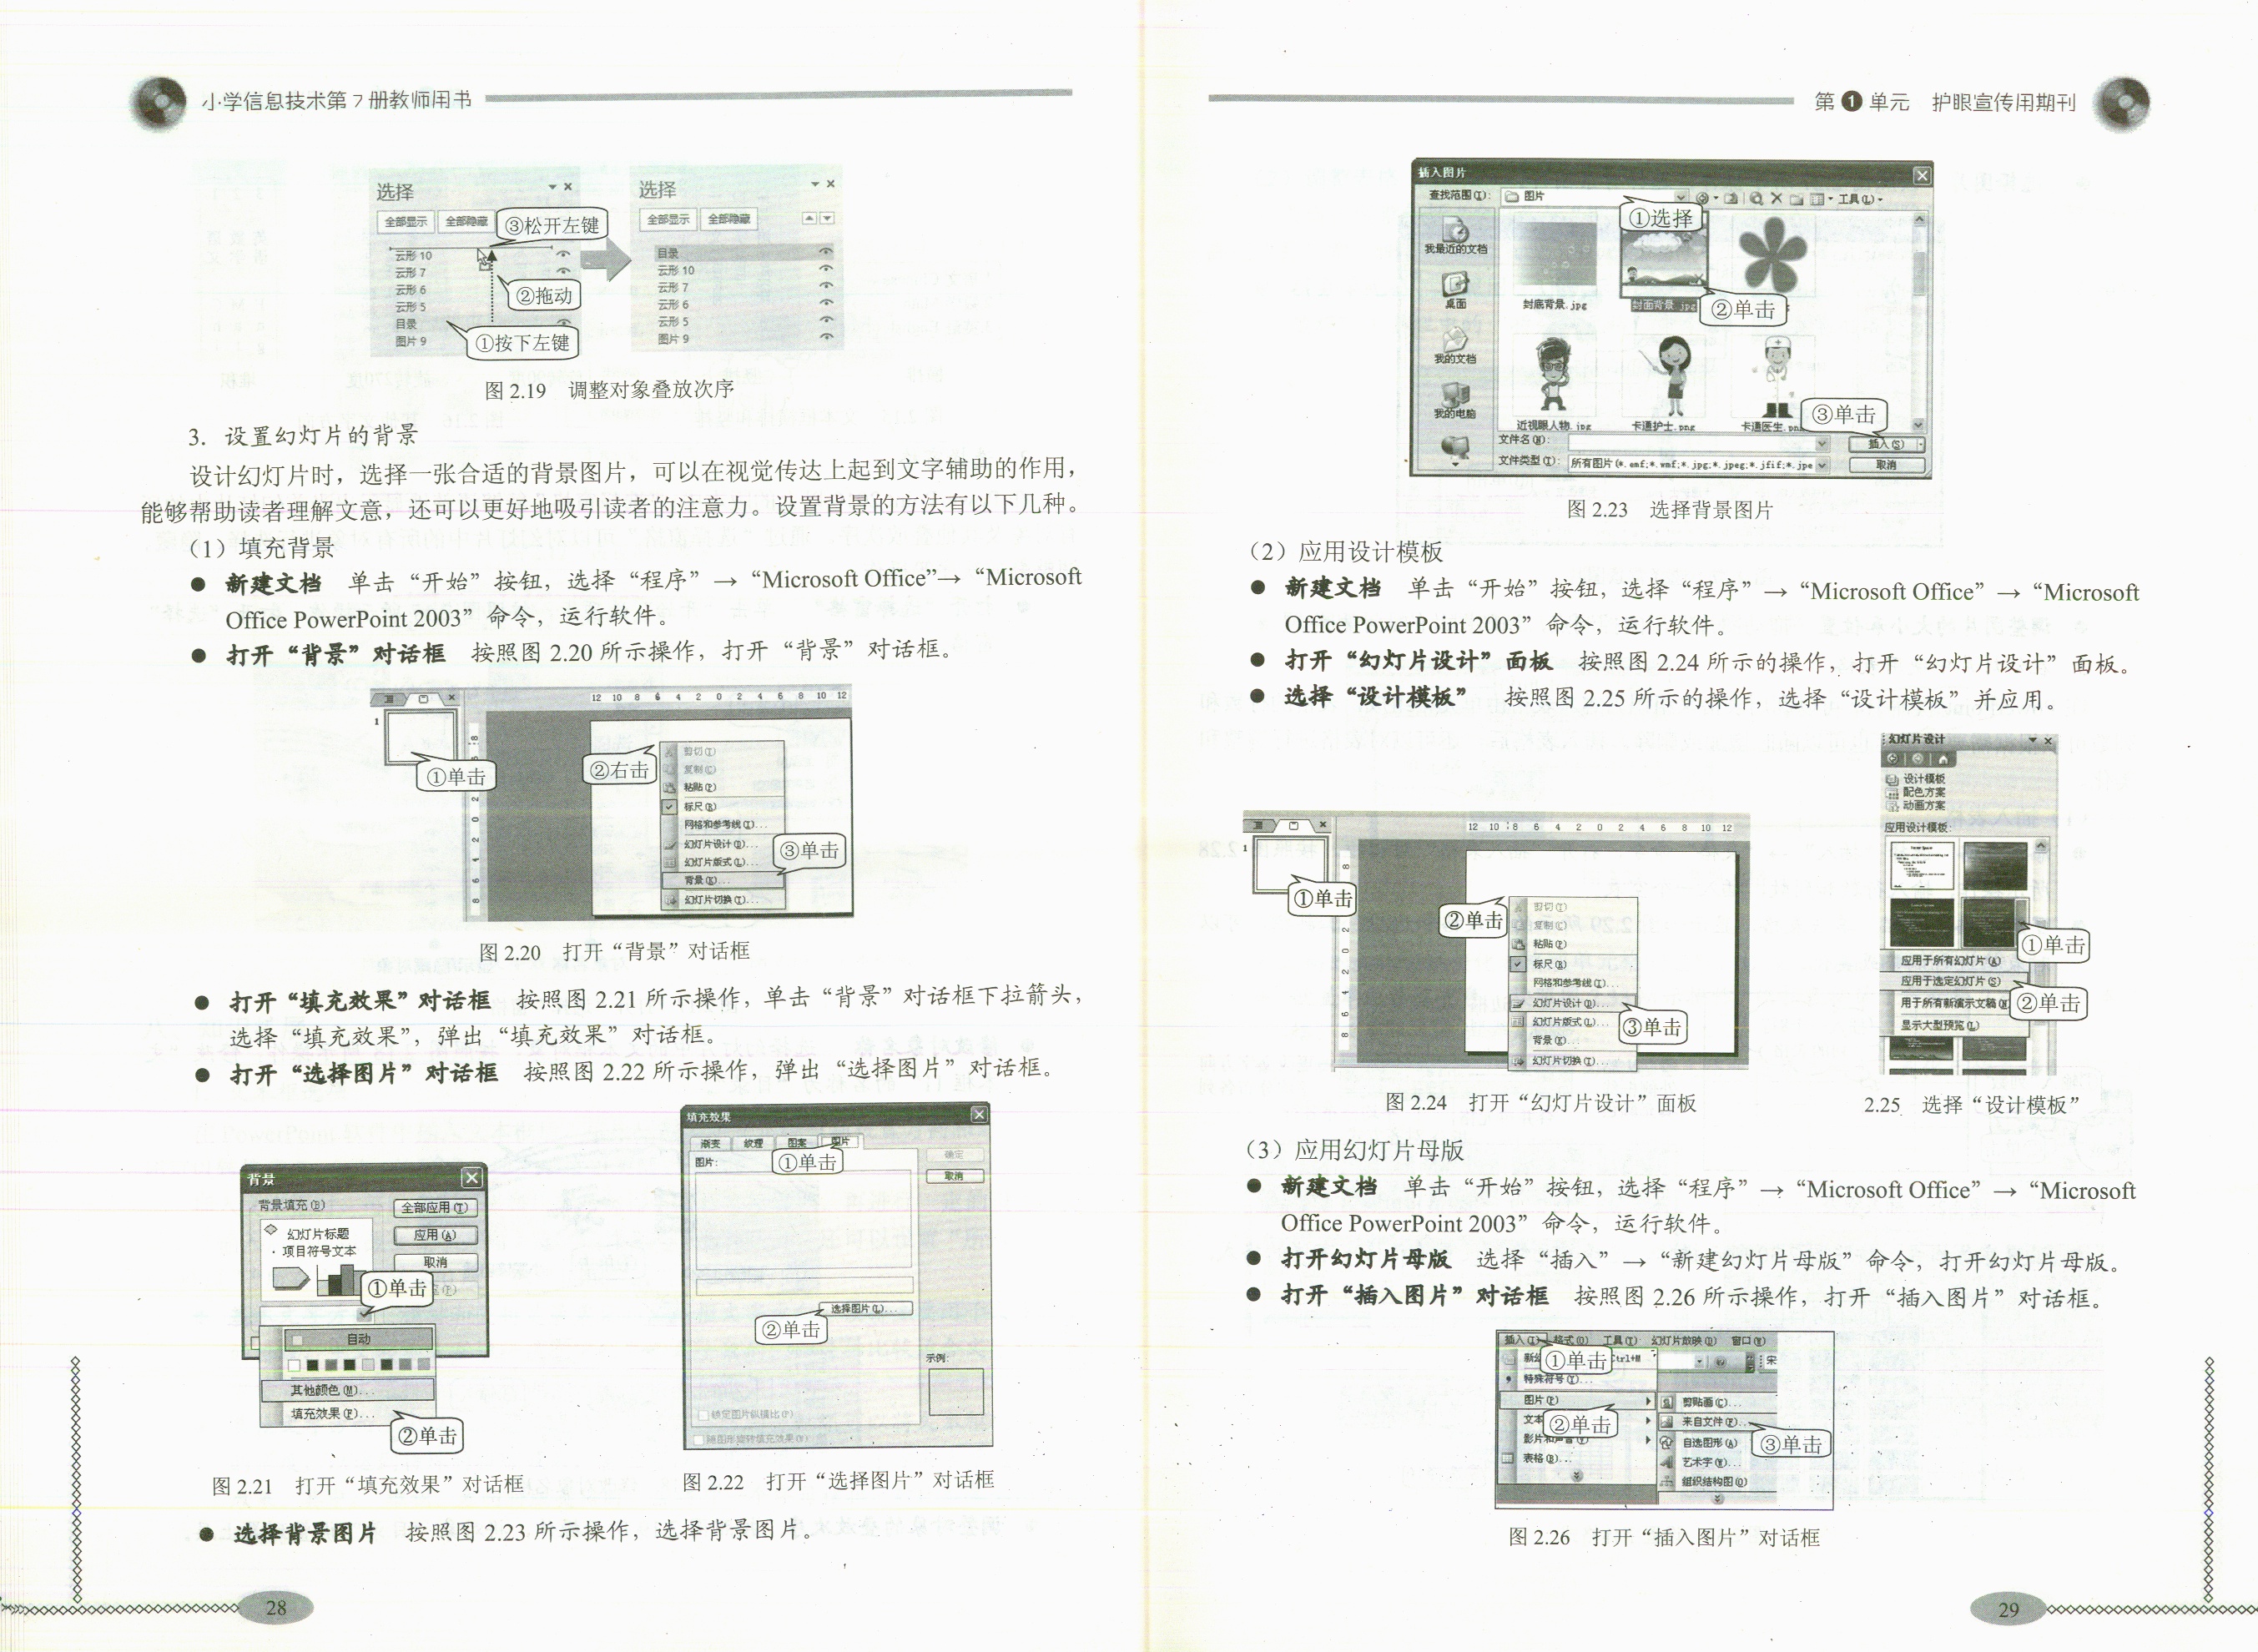 小学信息技术第 7 册教师用书
选择
全部显示 全部隐藏
③松开左键
云形 10
云形 7
云形 6
云形 5
目录
图片 9
②拖动
①按下左键
选择
全部显示 全部隐藏
目录
云形 10
云形 7
云形 6
云形 5
图片 9
图 2.19 调整对象叠放次序
3. 设置幻灯片的背景
设计幻灯片时，选择一张合适的背景图片，可以在视觉传达上起到文字辅助的作用，
能够帮助读者理解文意，还可以更好地吸引读者的注意力。设置背景的方法有以下几种。
（1）填充背景
● 新建文档 单击“开始”按钮，选择“程序”→“Microsoft Office”→“Microsoft
Office PowerPoint 2003”命令，运行软件。
● 打开“背景”对话框 按照图 2.20 所示操作，打开“背景”对话框。
12 10 8 6 4 2 0 2 4 6 8 10 12
1
①单击
②右击
剪切(T)
复制(C)
粘贴(P)
标尺(R)
网格和参考线(I)...
幻灯片设计(D)...
幻灯片版式(L)...
背景(K)...
幻灯片切换(T)...
③单击
图 2.20 打开“背景”对话框
● 打开“填充效果”对话框 按照图 2.21 所示操作，单击“背景”对话框下拉箭头，
选择“填充效果”，弹出“填充效果”对话框。
● 打开“选择图片”对话框 按照图 2.22 所示操作，弹出“选择图片”对话框。
背景
背景填充(B)
幻灯片标题
· 项目符号文本
全部应用(T)
应用(A)
取消
①单击
自动
其他颜色(M)...
填充效果(F)...
②单击
填充效果
渐变 纹理 图案 图片
图片:
①单击
确定
取消
选择图片(L)...
②单击
示例:
锁定图片纵横比(P)
随图形旋转填充效果(W)
图 2.21 打开“填充效果”对话框
图 2.22 打开“选择图片”对话框
● 选择背景图片 按照图 2.23 所示操作，选择背景图片。
28
第 1 单元 护眼宣传用期刊
插入图片
查找范围(I): 图片
工具(L)
①选择
我最近的文档
桌面
我的文档
我的电脑
封底背景.jpg
封面背景.jpg
②单击
近视眼人物.jpg
卡通护士.png
卡通医生.png
③单击
文件名(N):
插入(S)
文件类型(T): 所有图片(*.emf;*.wmf;*.jpg;*.jpeg;*.jfif;*.jpe
取消
图 2.23 选择背景图片
（2）应用设计模板
● 新建文档 单击“开始”按钮，选择“程序”→“Microsoft Office”→“Microsoft
Office PowerPoint 2003”命令，运行软件。
● 打开“幻灯片设计”面板 按照图 2.24 所示的操作，打开“幻灯片设计”面板。
● 选择“设计模板” 按照图 2.25 所示的操作，选择“设计模板”并应用。
12 10 8 6 4 2 0 2 4 6 8 10 12
1
①单击
②单击
剪切(T)
复制(C)
粘贴(P)
标尺(R)
网格和参考线(I)...
幻灯片设计(D)...
幻灯片版式(L)...
背景(K)...
幻灯片切换(T)...
③单击
幻灯片设计
设计模板
配色方案
动画方案
应用设计模板:
①单击
应用于所有幻灯片(A)
应用于选定幻灯片(S)
用于所有新演示文稿
显示大型预览(L)
②单击
图 2.24 打开“幻灯片设计”面板
2.25 选择“设计模板”
（3）应用幻灯片母版
● 新建文档 单击“开始”按钮，选择“程序”→“Microsoft Office”→“Microsoft
Office PowerPoint 2003”命令，运行软件。
● 打开幻灯片母版 选择“插入”→“新建幻灯片母版”命令，打开幻灯片母版。
● 打开“插入图片”对话框 按照图 2.26 所示操作，打开“插入图片”对话框。
插入(I) 格式(O) 工具(T) 幻灯片放映(D) 窗口(W)
①单击
Ctrl+M
宋
特殊符号(Y)...
图片(P)
②单击
影片和声音(V)
表格(B)...
剪贴画(C)...
来自文件(F)...
自选图形(A)
艺术字(W)...
组织结构图(O)
③单击
图 2.26 打开“插入图片”对话框
29